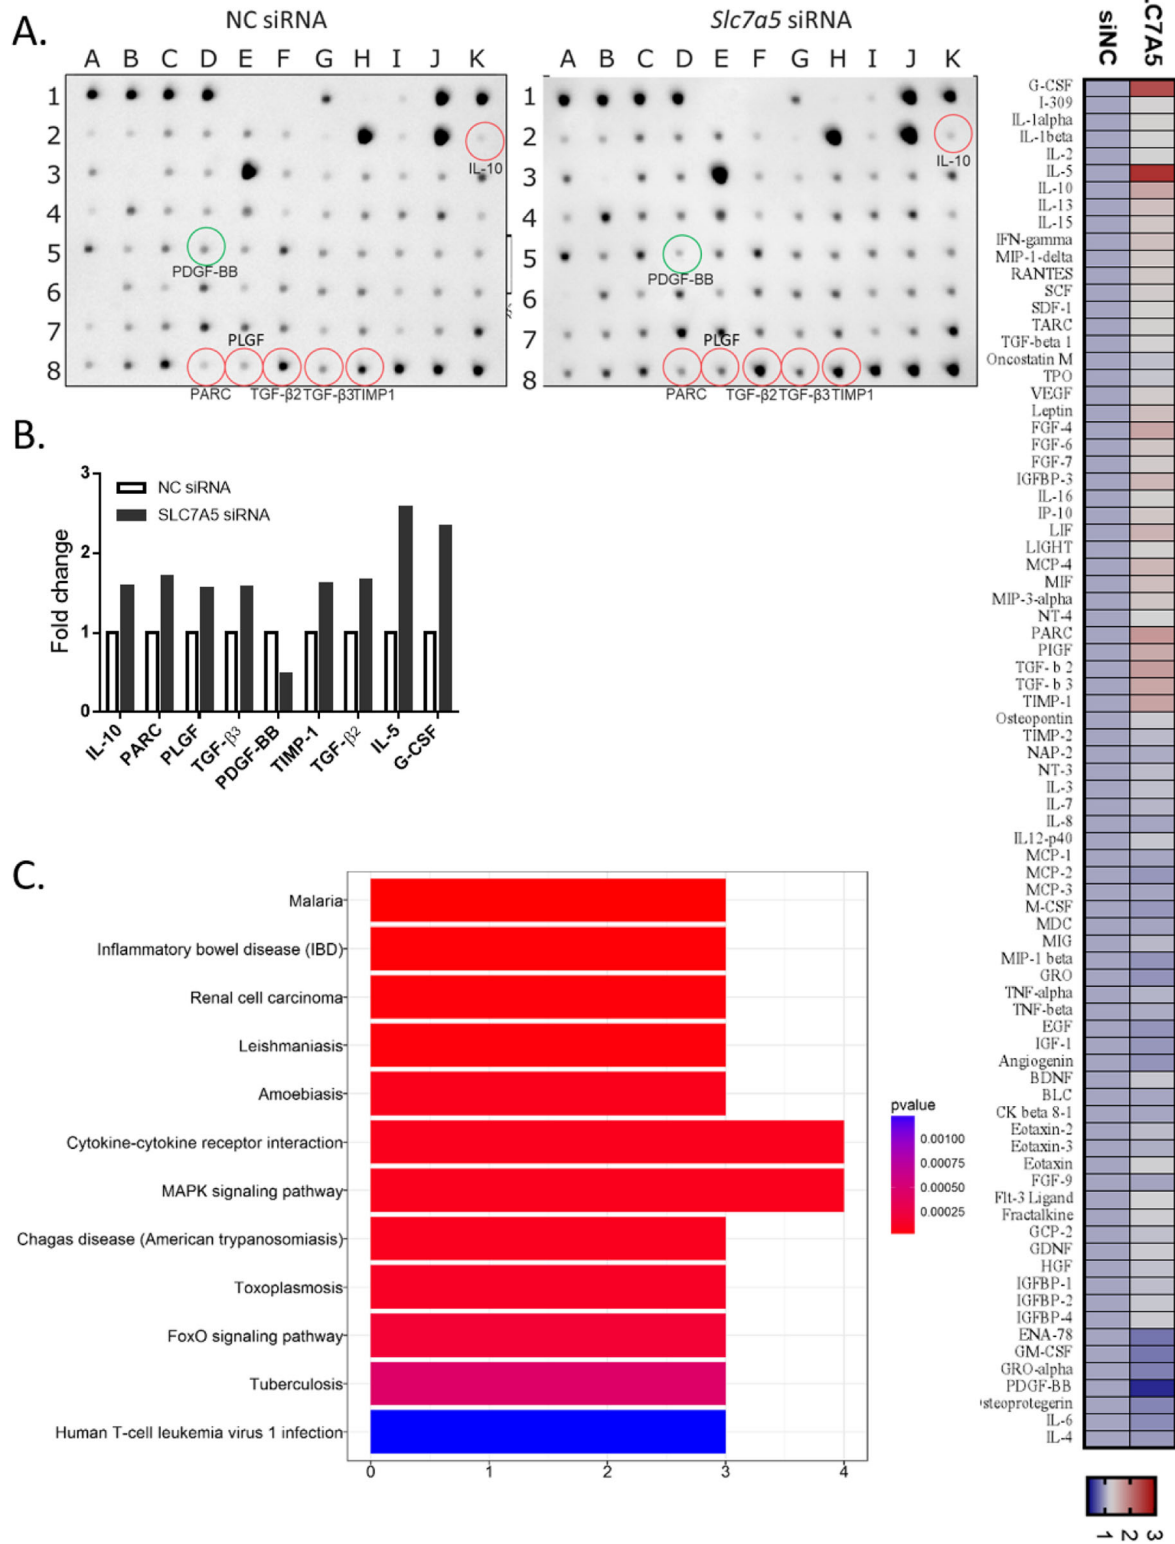 A.
NC siRNA
A B C D E F G H I J K
1
2
3
4
5
6
7
8
IL-10
PDGF-BB
PLGF
PARC TGF-β2 TGF-β3 TIMP1
Slc7a5 siRNA
A B C D E F G H I J K
1
2
3
4
5
6
7
8
IL-10
PDGF-BB
PLGF
PARC TGF-β2 TGF-β3 TIMP1
B.
Fold change
3
2
1
0
NC siRNA
SLC7A5 siRNA
IL-10
PARC
PLGF
TGF-β3
PDGF-BB
TIMP-1
TGF-β2
IL-5
G-CSF
C.
Malaria
Inflammatory bowel disease (IBD)
Renal cell carcinoma
Leishmaniasis
Amoebiasis
Cytokine-cytokine receptor interaction
MAPK signaling pathway
Chagas disease (American trypanosomiasis)
Toxoplasmosis
FoxO signaling pathway
Tuberculosis
Human T-cell leukemia virus 1 infection
0 1 2 3 4
pvalue
0.00100
0.00075
0.00050
0.00025
siNC
LC7A5
G-CSF
I-309
IL-1alpha
IL-1beta
IL-2
IL-5
IL-10
IL-13
IL-15
IFN-gamma
MIP-1-delta
RANTES
SCF
SDF-1
TARC
TGF-beta 1
Oncostatin M
TPO
VEGF
Leptin
FGF-4
FGF-6
FGF-7
IGFBP-3
IL-16
IP-10
LIF
LIGHT
MCP-4
MIF
MIP-3-alpha
NT-4
PARC
PIGF
TGF- b 2
TGF- b 3
TIMP-1
Osteopontin
TIMP-2
NAP-2
NT-3
IL-3
IL-7
IL-8
IL12-p40
MCP-1
MCP-2
MCP-3
M-CSF
MDC
MIG
MIP-1 beta
GRO
TNF-alpha
TNF-beta
EGF
IGF-1
Angiogenin
BDNF
BLC
CK beta 8-1
Eotaxin-2
Eotaxin-3
Eotaxin
FGF-9
Flt-3 Ligand
Fractalkine
GCP-2
GDNF
HGF
IGFBP-1
IGFBP-2
IGFBP-4
ENA-78
GM-CSF
GRO-alpha
PDGF-BB
steoprotegerin
IL-6
IL-4
1 2 3